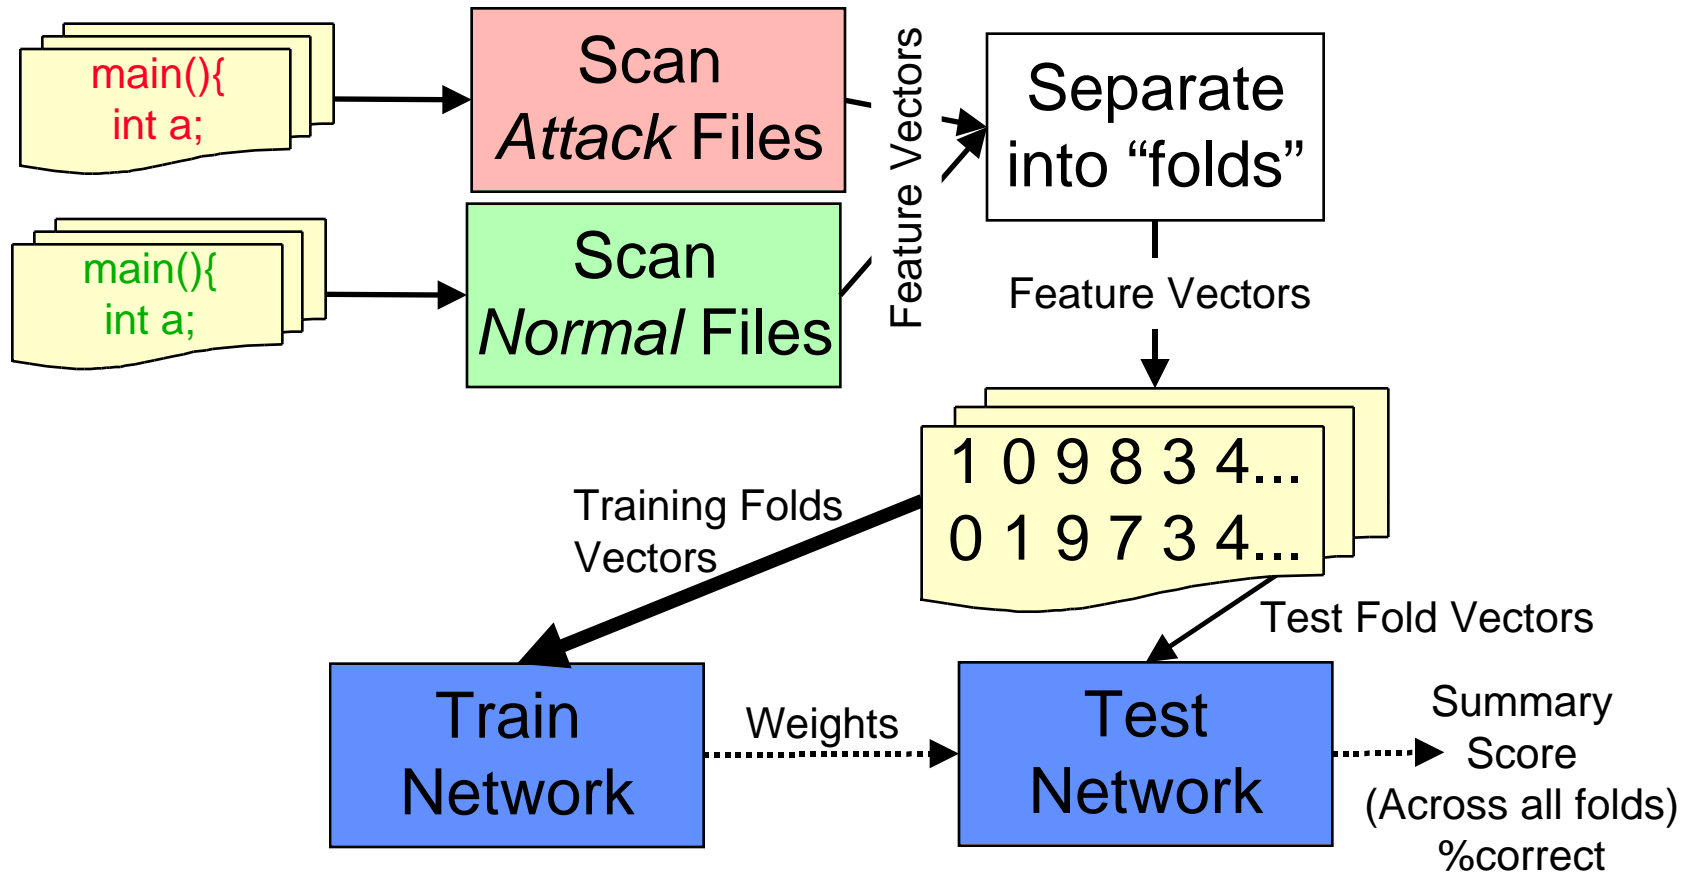 main(){
int a;
Scan
Attack Files
Feature Vectors
Separate
into “folds”
main(){
int a;
Scan
Normal Files
Feature Vectors
1 0 9 8 3 4...
0 1 9 7 3 4...
Training Folds
Vectors
Test Fold Vectors
Train
Network
Weights
Test
Network
Summary
Score
(Across all folds)
%correct